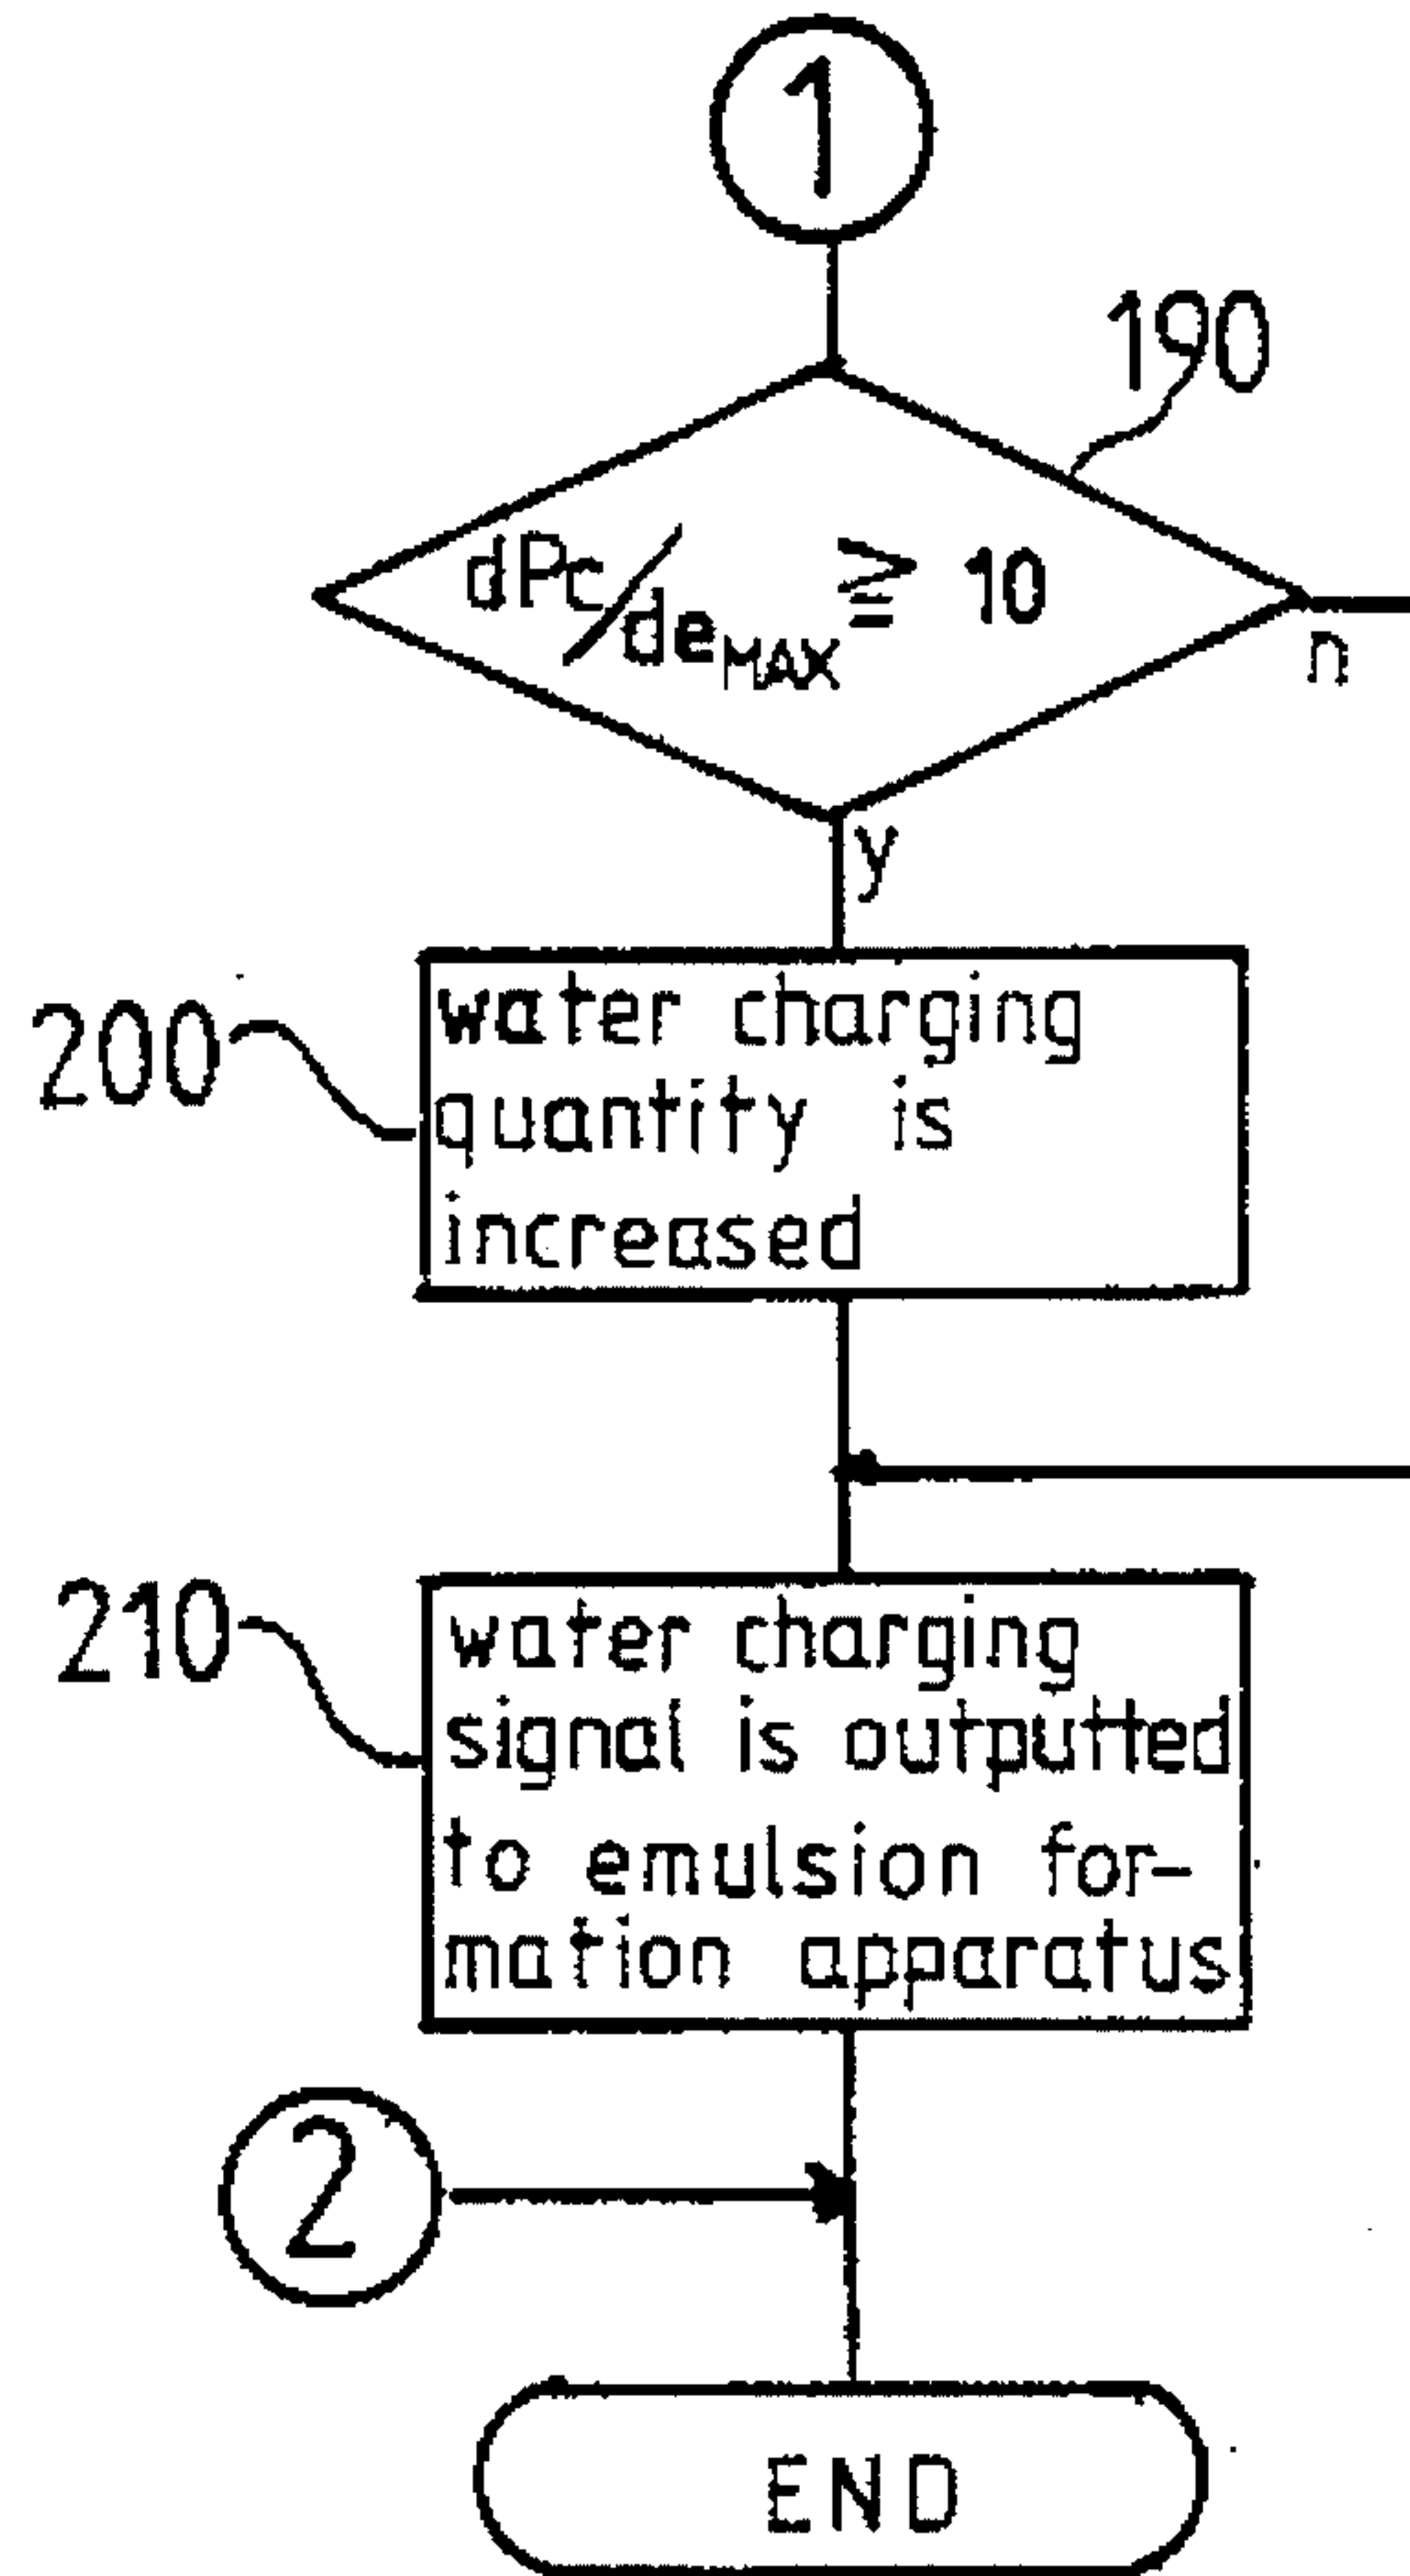 1
190
dPc/deMAX ≧ 10
n
y
200
water charging
quantity is
increased
210
water charging
signal is outputted
to emulsion for-
mation apparatus
2
END